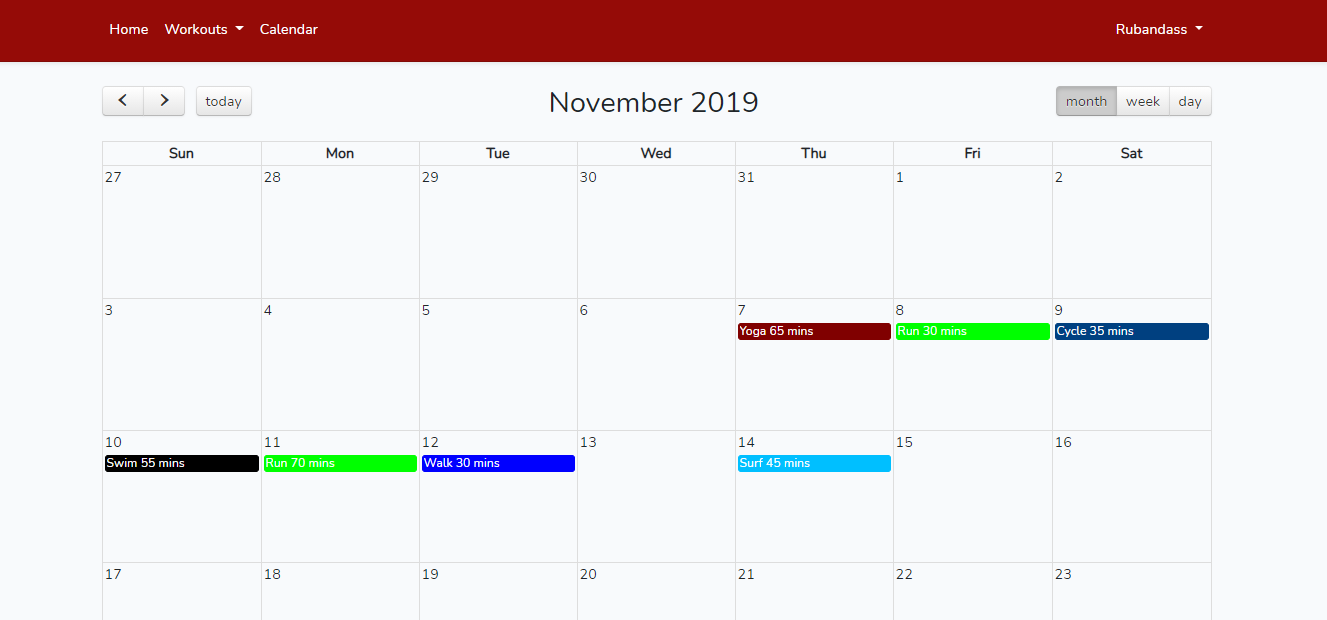 Home Workouts Calendar Rubandass
today November 2019 month week day
Sun Mon Tue Wed Thu Fri Sat
27 28 29 30 31 1 2
3 4 5 6 7 8 9
Yoga 65 mins Run 30 mins Cycle 35 mins
10 11 12 13 14 15 16
Swim 55 mins Run 70 mins Walk 30 mins Surf 45 mins
17 18 19 20 21 22 23